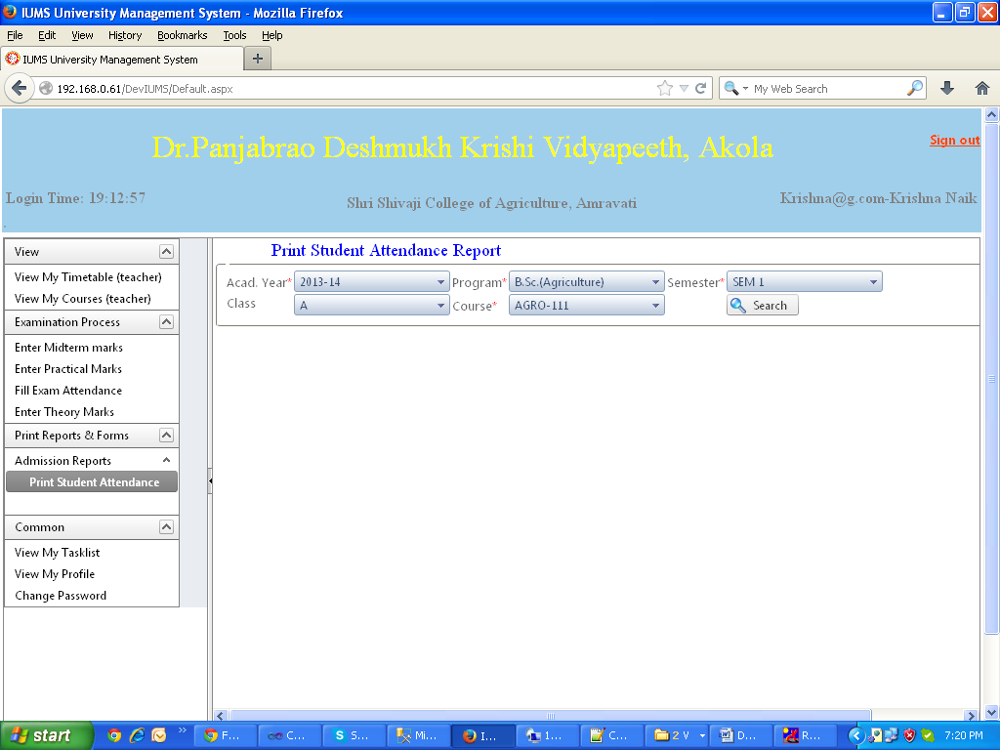 IUMS University Management System - Mozilla Firefox
File Edit View History Bookmarks Tools Help
IUMS University Management System
192.168.0.61/DevIUMS/Default.aspx My Web Search
Dr.Panjabrao Deshmukh Krishi Vidyapeeth, Akola
Sign out
Login Time: 19:12:57
Shri Shivaji College of Agriculture, Amravati
Krishna@g.com-Krishna Naik
View
View My Timetable (teacher)
View My Courses (teacher)
Examination Process
Enter Midterm marks
Enter Practical Marks
Fill Exam Attendance
Enter Theory Marks
Print Reports & Forms
Admission Reports
Print Student Attendance
Common
View My Tasklist
View My Profile
Change Password
Print Student Attendance Report
Acad. Year* 2013-14 Program* B.Sc.(Agriculture) Semester* SEM 1
Class A Course* AGRO-111 Search
start F... C... S... Mi... I... 1... C... 2 V D... R... 7:20 PM